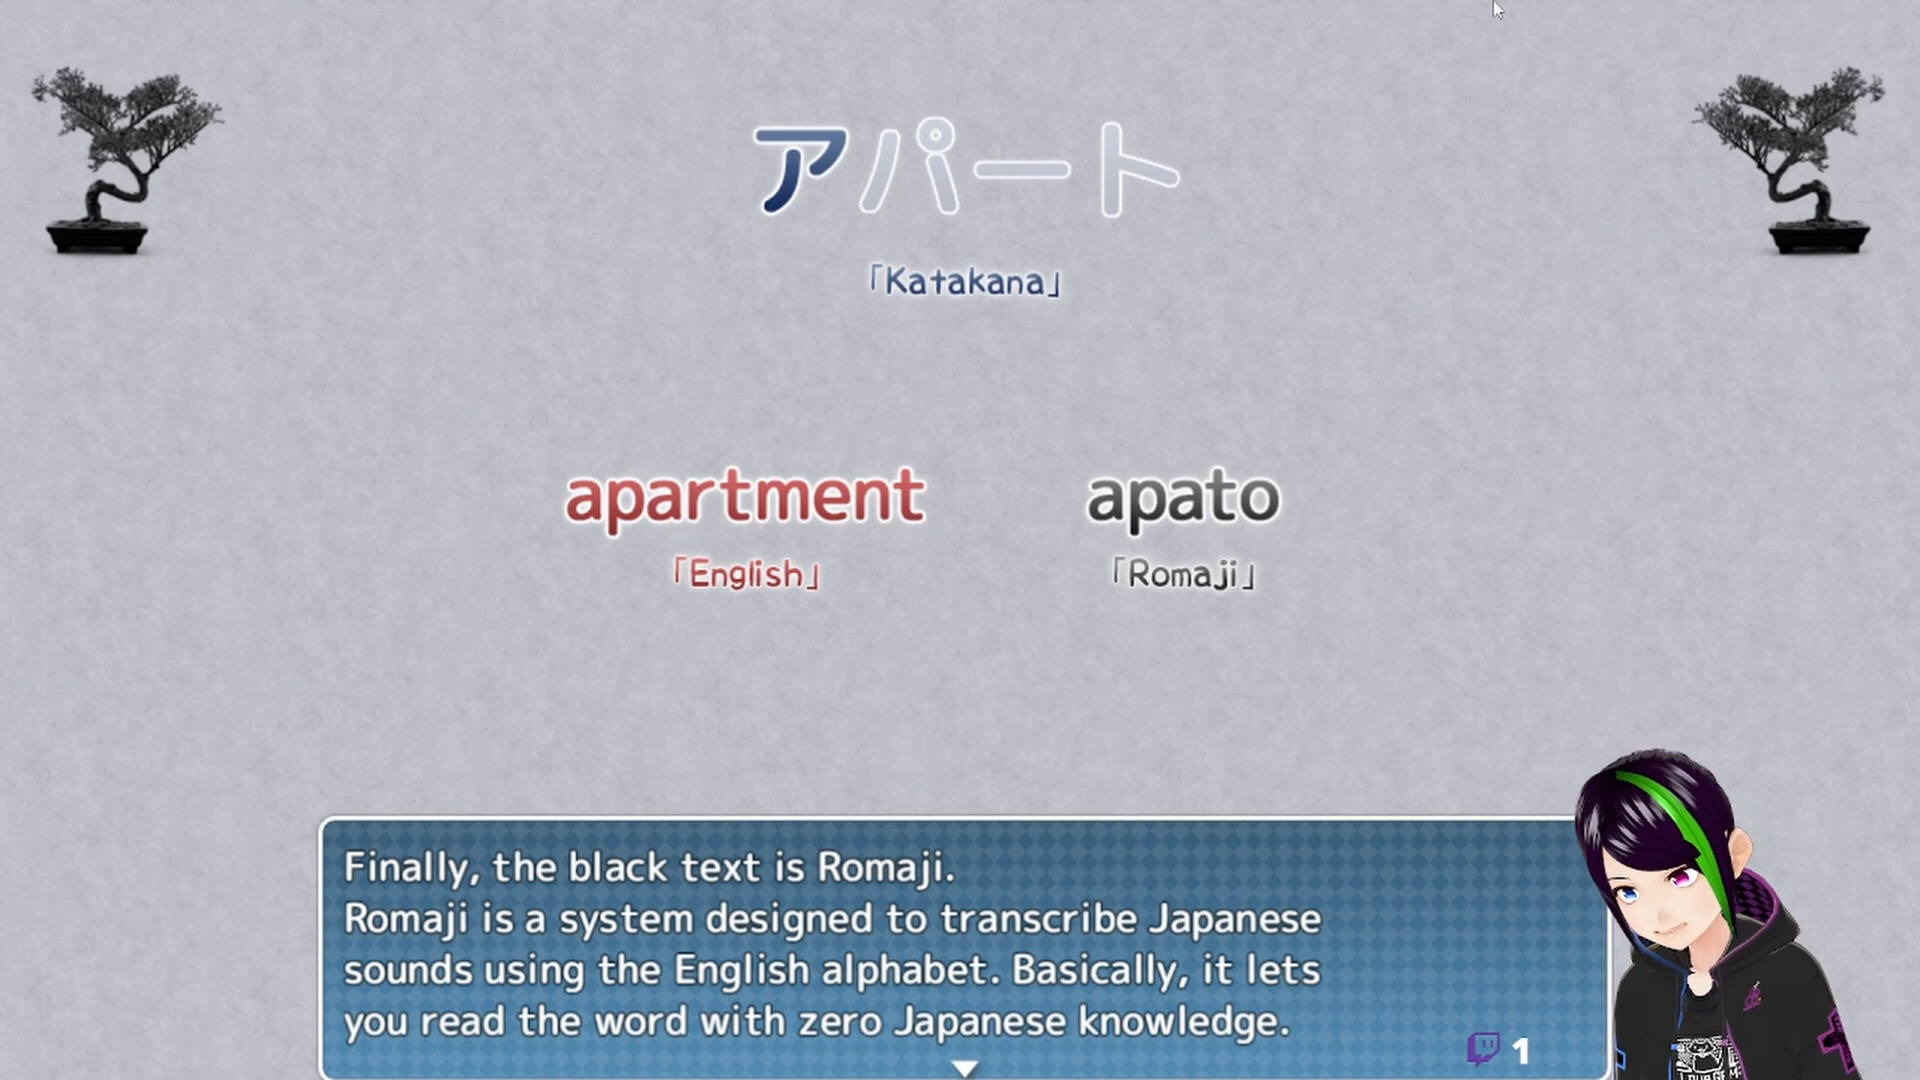 アパート
「Katakana」
apartment
「English」
apato
「Romaji」
Finally, the black text is Romaji.
Romaji is a system designed to transcribe Japanese
sounds using the English alphabet. Basically, it lets
you read the word with zero Japanese knowledge.
1